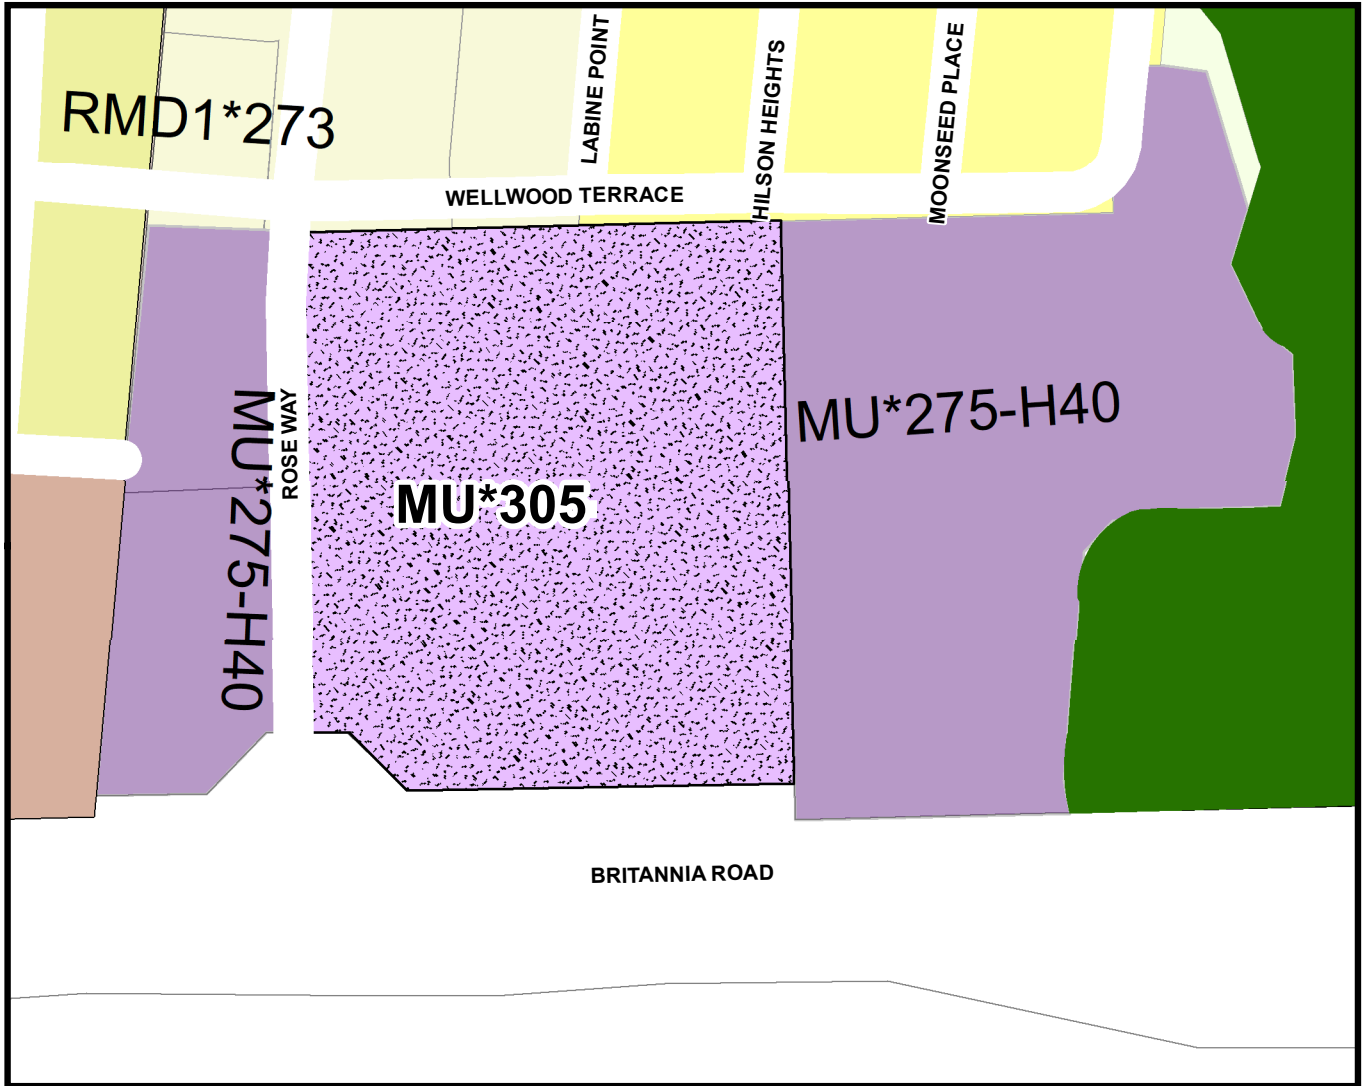 LABINE POINT
HILSON HEIGHTS
MOONSEED PLACE
RMD1*273
WELLWOOD TERRACE
MU*275-H40
ROSE WAY
MU*305
MU*275-H40
BRITANNIA ROAD